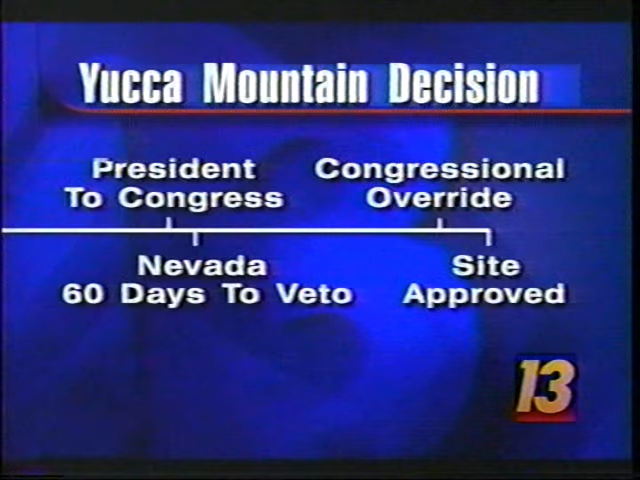 Yucca Mountain Decision
President
To Congress
Congressional
Override
Nevada
60 Days To Veto
Site
Approved
13